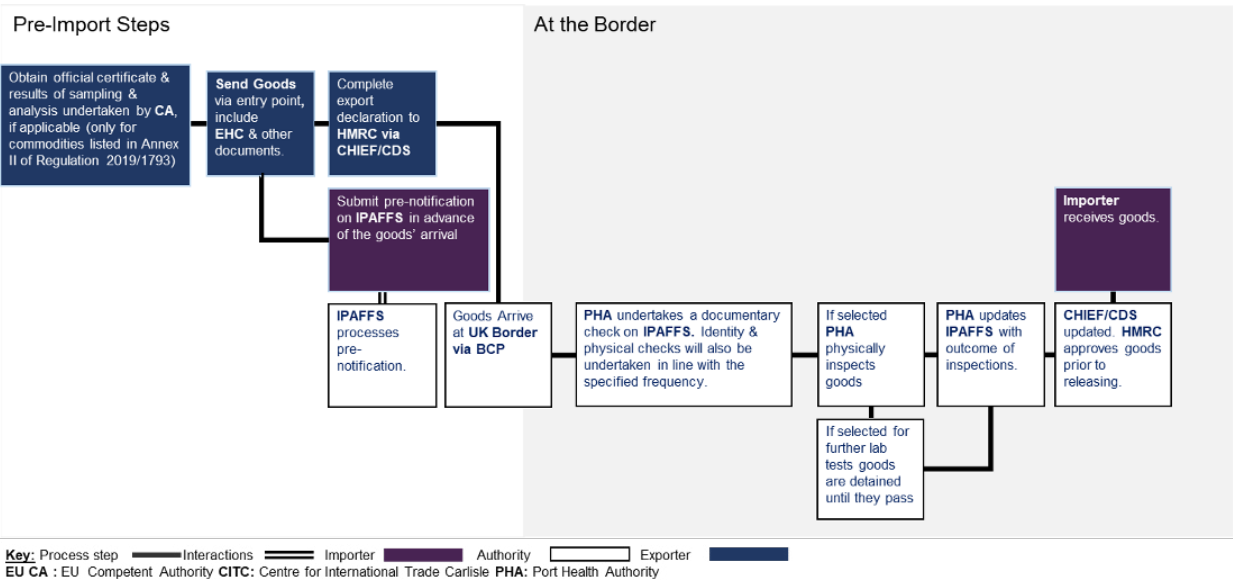 Pre-Import Steps
At the Border
Obtain official certificate &
results of sampling &
analysis undertaken by CA,
if applicable (only for
commodities listed in Annex
II of Regulation 2019/1793)
Send Goods
via entry point,
include
EHC & other
documents.
Complete
export
declaration to
HMRC via
CHIEF/CDS
Submit pre-notification
on IPAFFS in advance
of the goods' arrival
Importer
receives goods.
IPAFFS
processes
pre-
notification.
Goods Arrive
at UK Border
via BCP
PHA undertakes a documentary
check on IPAFFS. Identity &
physical checks will also be
undertaken in line with the
specified frequency.
If selected
PHA
physically
inspects
goods
PHA updates
IPAFFS with
outcome of
inspections.
CHIEF/CDS
updated. HMRC
approves goods
prior to
releasing.
If selected for
further lab
tests goods
are detained
until they pass
Key: Process step Interactions Importer Authority Exporter
EU CA : EU Competent Authority CITC: Centre for International Trade Carlisle PHA: Port Health Authority